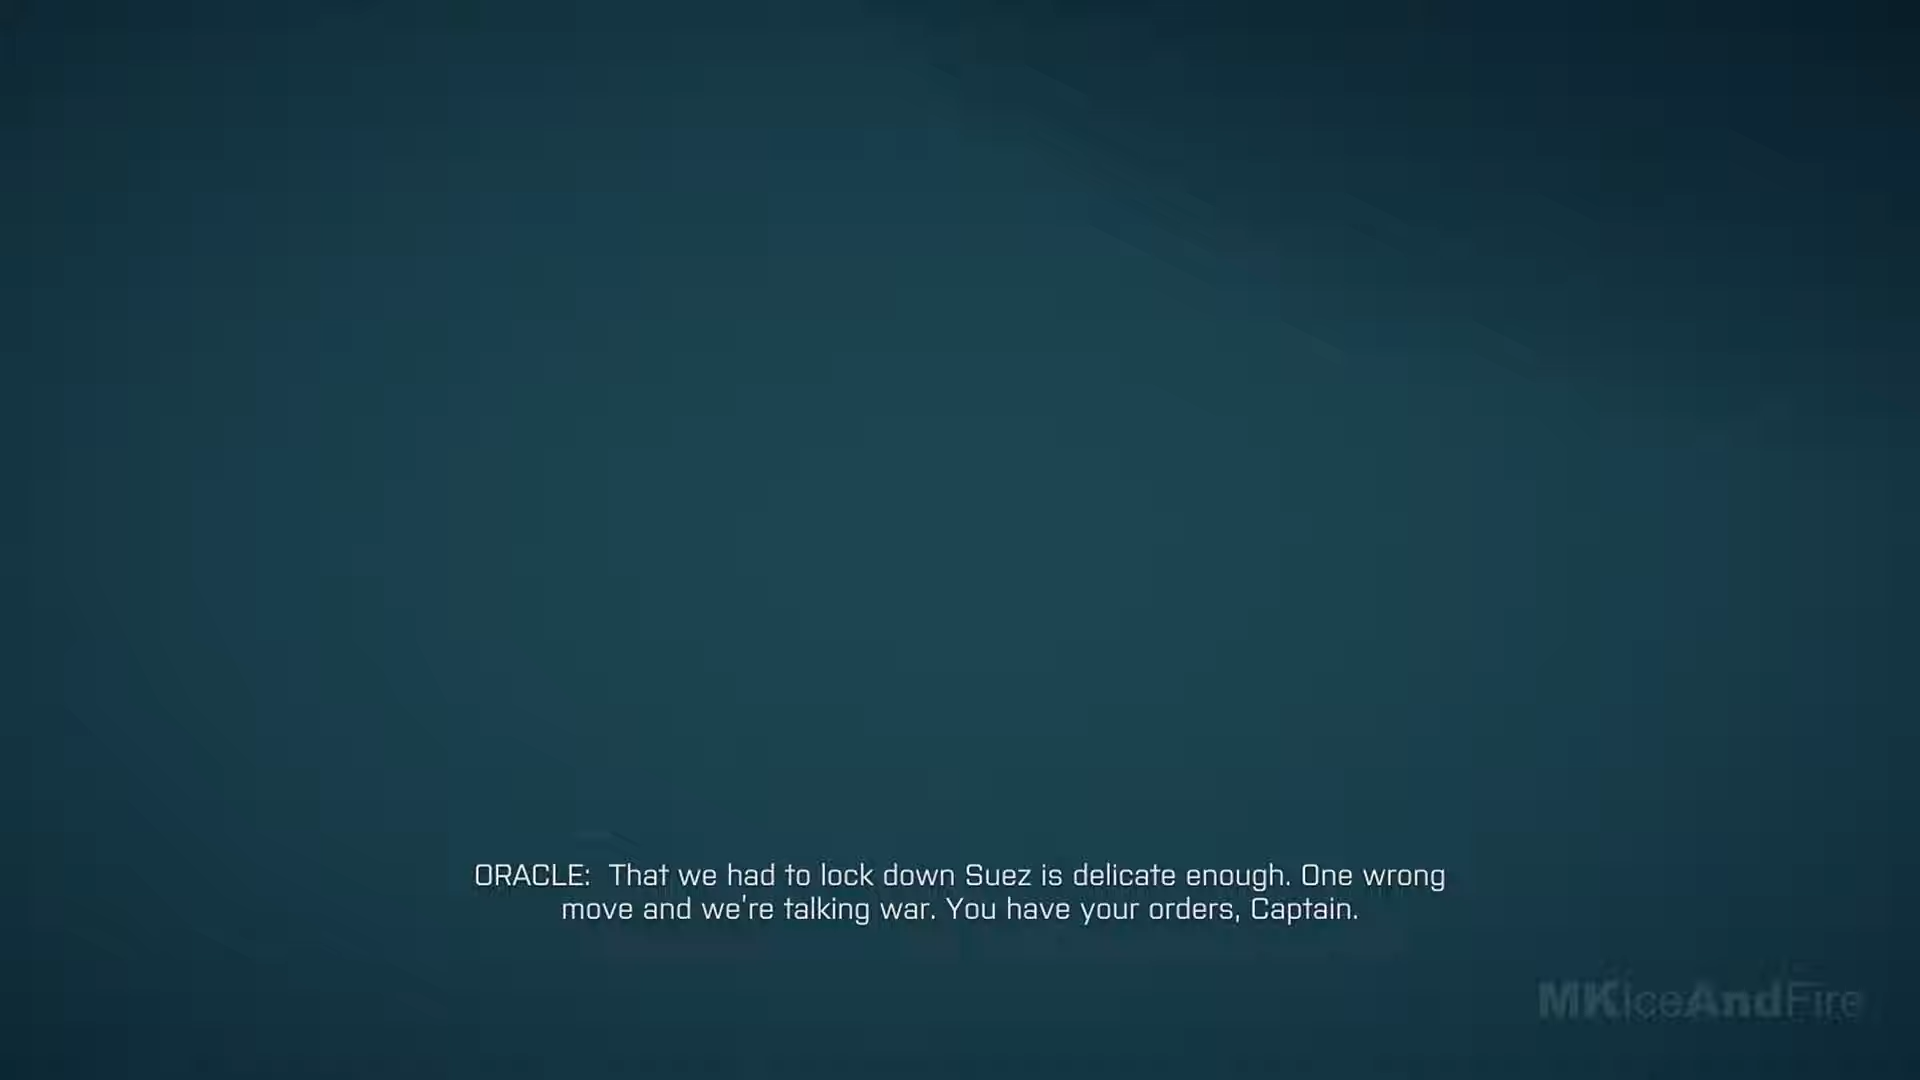 ORACLE: That we had to lock down Suez is delicate enough. One wrong
move and we're talking war. You have your orders, Captain.
MKiceAndFire